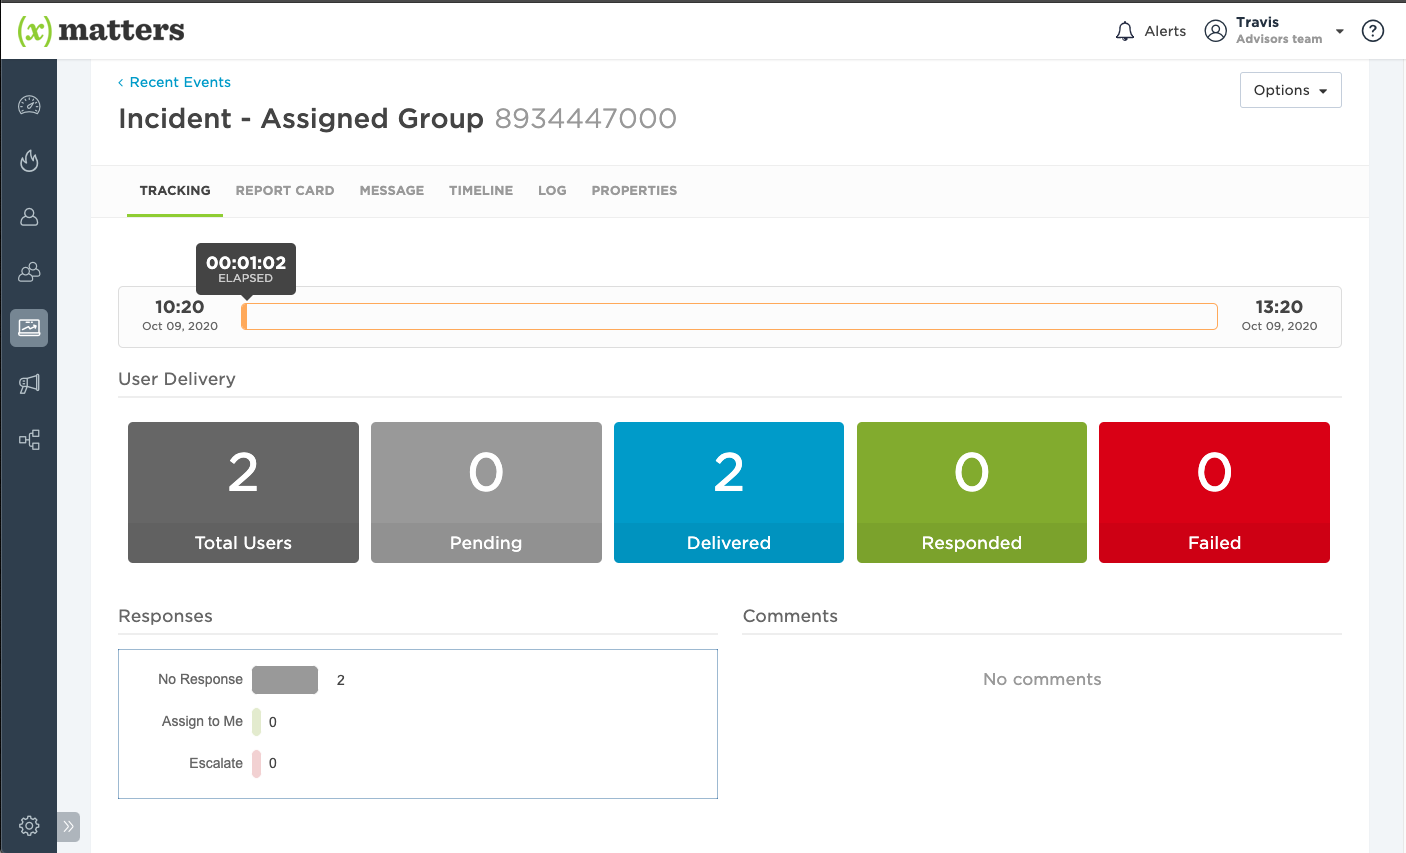 (x) matters
Alerts
Travis
Advisors team
?
‹ Recent Events
Options
Incident - Assigned Group 8934447000
TRACKING REPORT CARD MESSAGE TIMELINE LOG PROPERTIES
00:01:02
ELAPSED
10:20
Oct 09, 2020
13:20
Oct 09, 2020
User Delivery
2
Total Users
0
Pending
2
Delivered
0
Responded
0
Failed
Responses
No Response 2
Assign to Me 0
Escalate 0
Comments
No comments